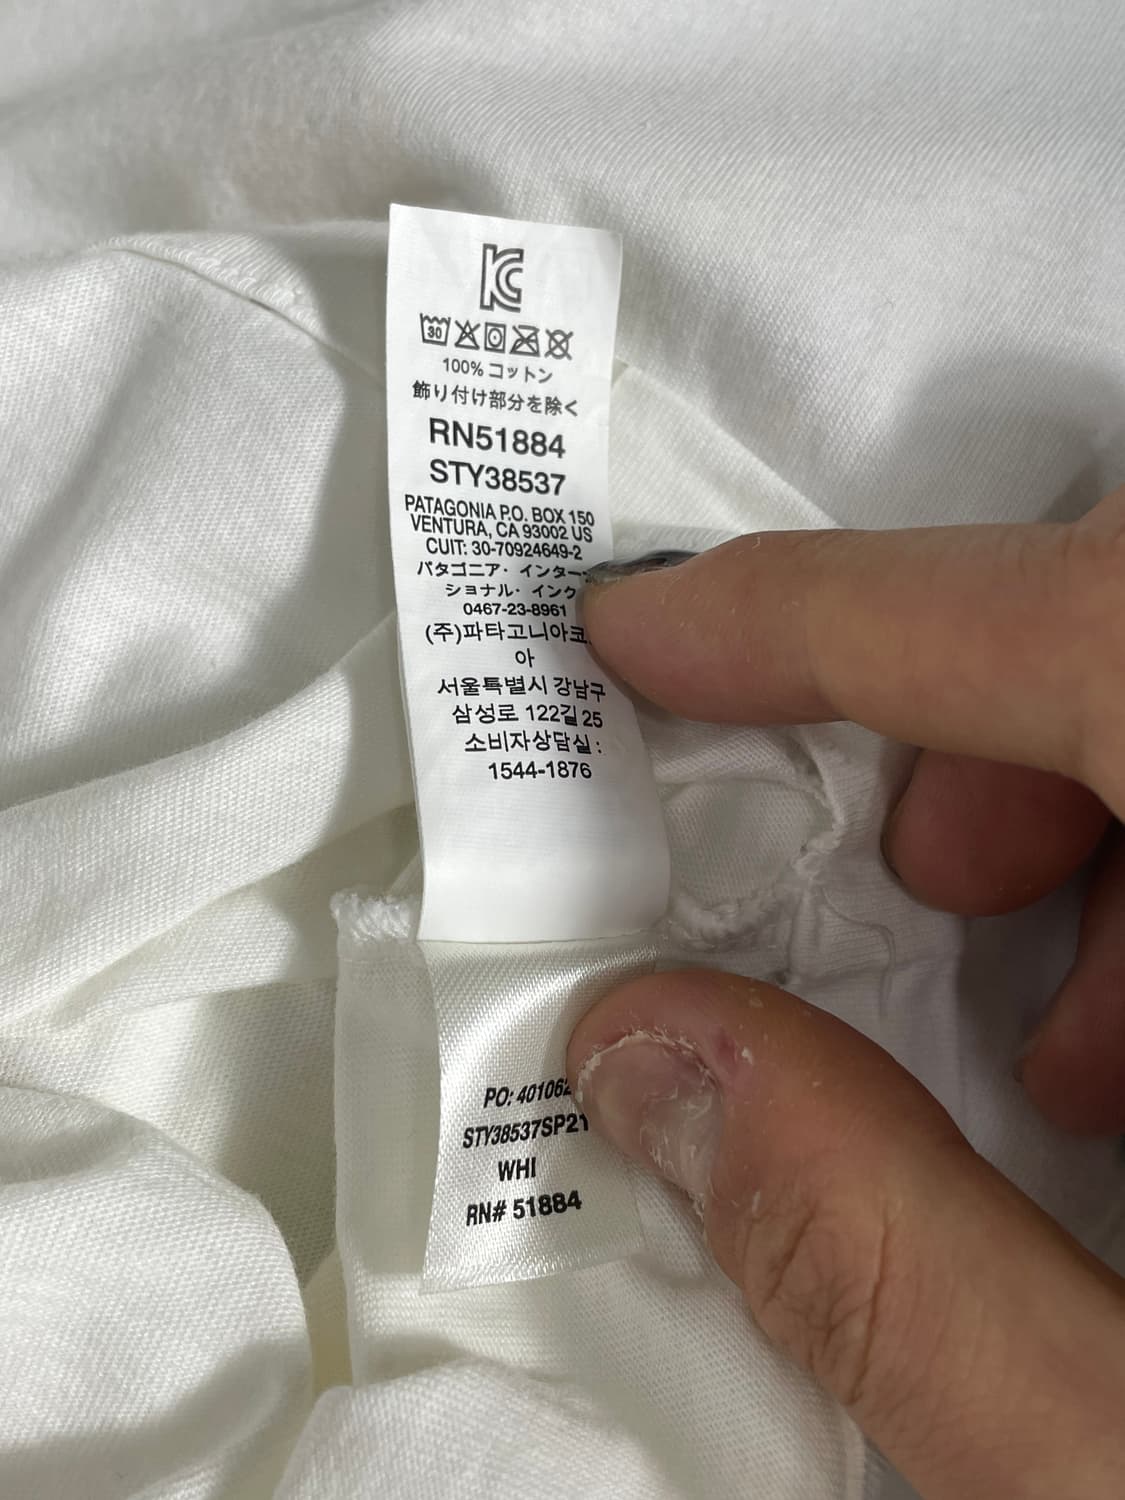 KC
30
100% コットン
飾り付け部分を除く
RN51884
STY38537
PATAGONIA P.O. BOX 150
VENTURA, CA 93002 US
CUIT: 30-70924649-2
パタゴニア・インター
ショナル・インク
0467-23-8961
(주)파타고니아코
아
서울특별시 강남구
삼성로 122길 25
소비자상담실 :
1544-1876
PO: 401062
STY38537SP21
WHI
RN# 51884